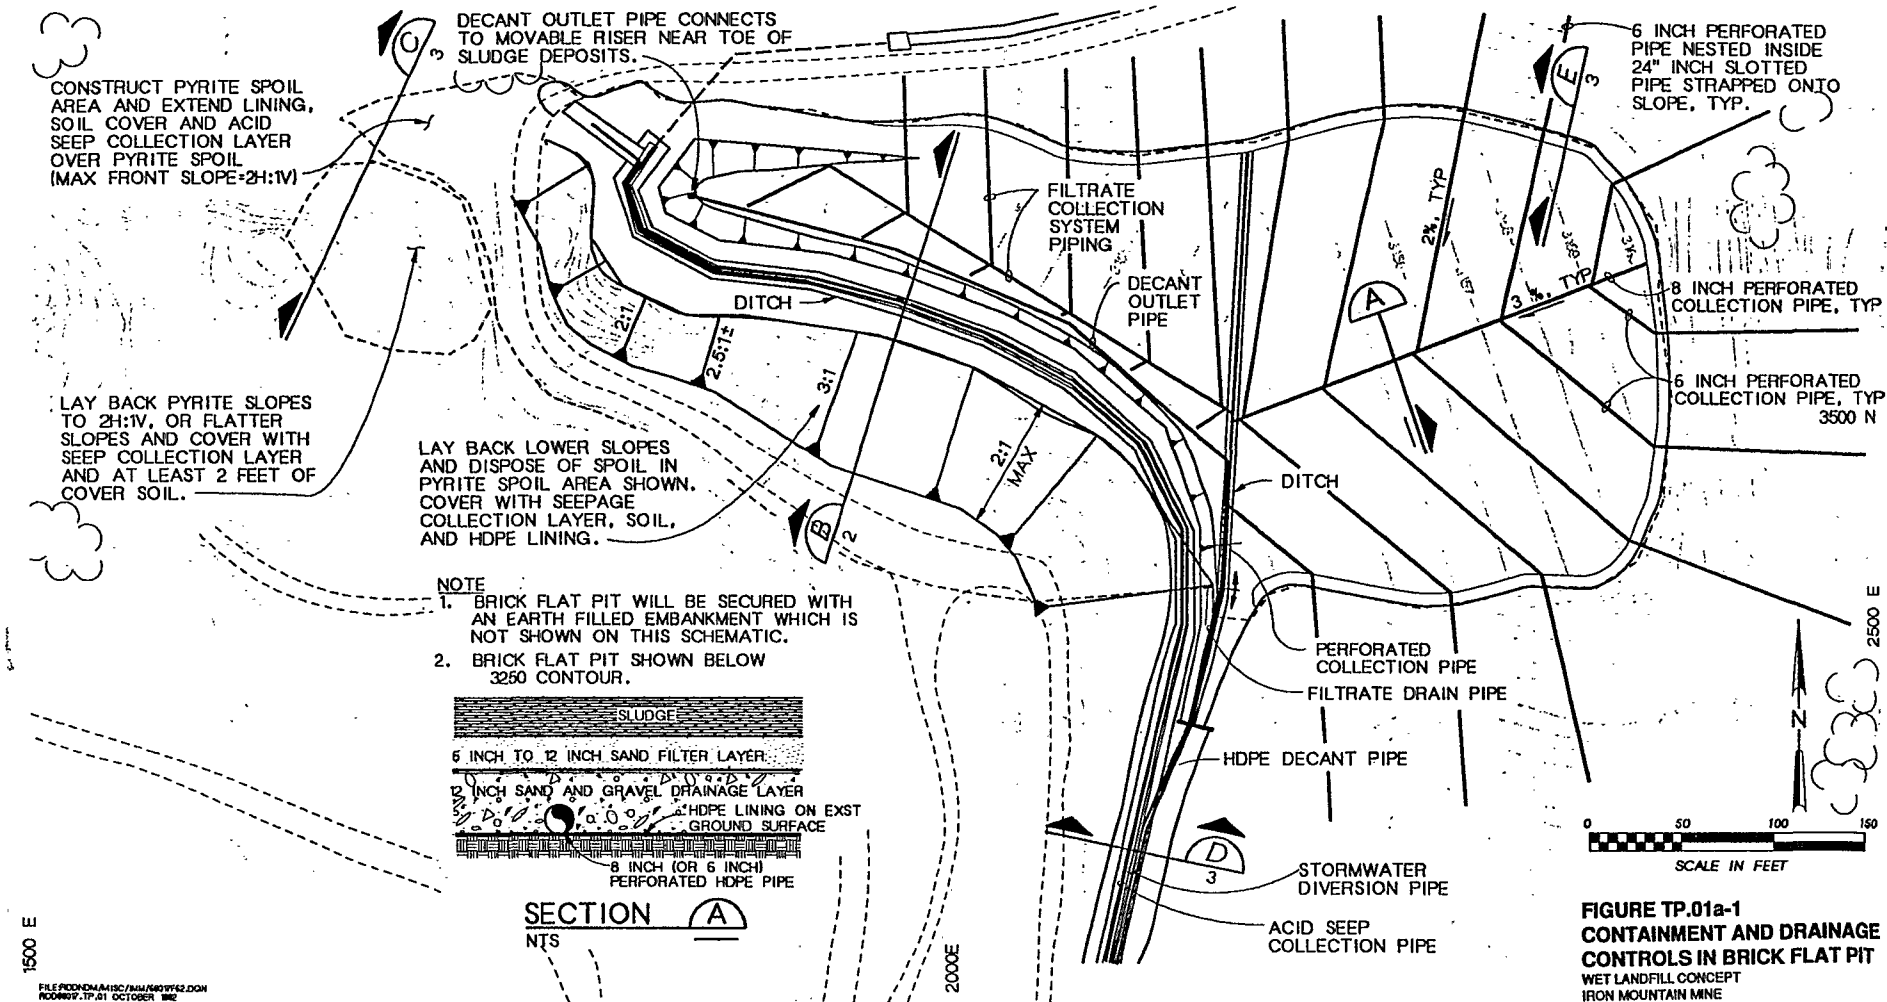 DECANT OUTLET PIPE CONNECTS
TO MOVABLE RISER NEAR TOE OF
SLUDGE DEPOSITS.
C
3
CONSTRUCT PYRITE SPOIL
AREA AND EXTEND LINING,
SOIL COVER AND ACID
SEEP COLLECTION LAYER
OVER PYRITE SPOIL
(MAX FRONT SLOPE=2H:1V)
6 INCH PERFORATED
PIPE NESTED INSIDE
24" INCH SLOTTED
PIPE STRAPPED ONTO
SLOPE, TYP.
E
3
FILTRATE
COLLECTION
SYSTEM
PIPING
2%, TYP
DECANT
OUTLET
PIPE
A
TYP
8 INCH PERFORATED
COLLECTION PIPE, TYP
DITCH
2:1
2.5:1±
3:1
2:1
MAX
6 INCH PERFORATED
COLLECTION PIPE, TYP
3500 N
LAY BACK PYRITE SLOPES
TO 2H:1V, OR FLATTER
SLOPES AND COVER WITH
SEEP COLLECTION LAYER
AND AT LEAST 2 FEET OF
COVER SOIL.
LAY BACK LOWER SLOPES
AND DISPOSE OF SPOIL IN
PYRITE SPOIL AREA SHOWN.
COVER WITH SEEPAGE
COLLECTION LAYER, SOIL,
AND HDPE LINING.
B
2
DITCH
NOTE
1. BRICK FLAT PIT WILL BE SECURED WITH
AN EARTH FILLED EMBANKMENT WHICH IS
NOT SHOWN ON THIS SCHEMATIC.
2. BRICK FLAT PIT SHOWN BELOW
3250 CONTOUR.
PERFORATED
COLLECTION PIPE
FILTRATE DRAIN PIPE
2500 E
N
SLUDGE
6 INCH TO 12 INCH SAND FILTER LAYER
12 INCH SAND AND GRAVEL DRAINAGE LAYER
HDPE LINING ON EXST
GROUND SURFACE
8 INCH (OR 6 INCH)
PERFORATED HDPE PIPE
SECTION A
NTS
HDPE DECANT PIPE
D
3
STORMWATER
DIVERSION PIPE
ACID SEEP
COLLECTION PIPE
0 50 100 150
SCALE IN FEET
1500 E
2000E
FIGURE TP.01a-1
CONTAINMENT AND DRAINAGE
CONTROLS IN BRICK FLAT PIT
WET LANDFILL CONCEPT
IRON MOUNTAIN MINE